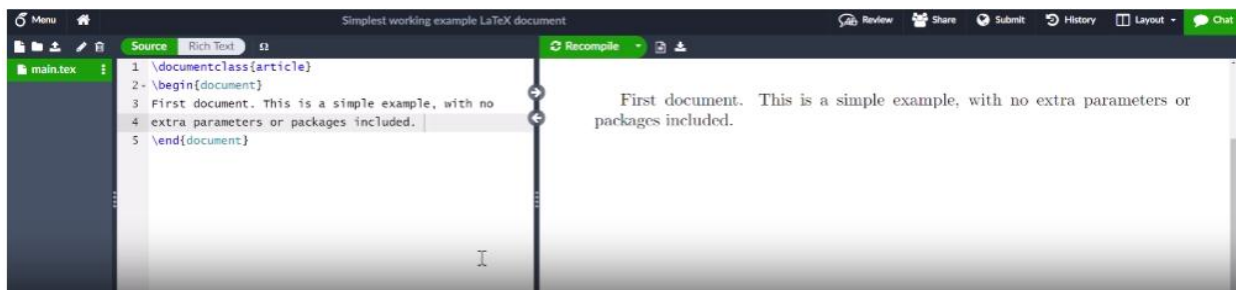 Menu
Simplest working example LaTeX document
Review
Share
Submit
History
Layout
Chat
Source
Rich Text
Ω
Recompile
main.tex
1 \documentclass{article}
2 \begin{document}
3 First document. This is a simple example, with no
4 extra parameters or packages included.
5 \end{document}
First document. This is a simple example, with no extra parameters or
packages included.